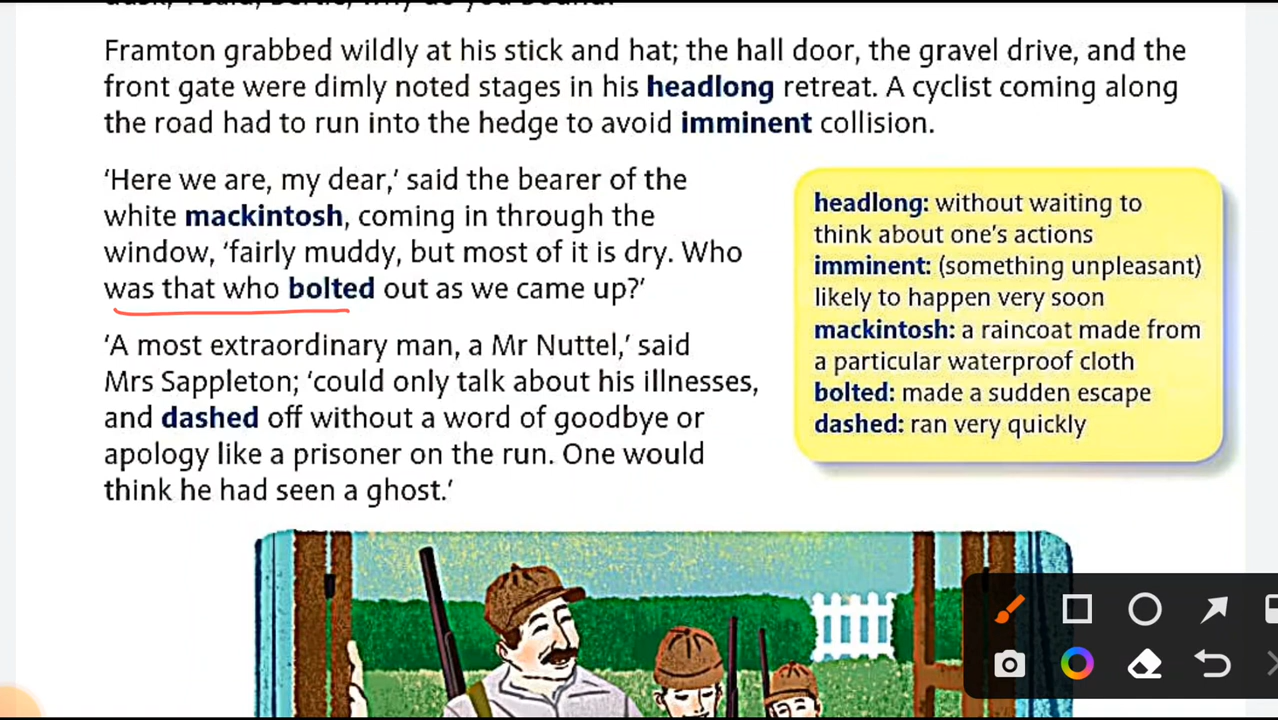 Framton grabbed wildly at his stick and hat; the hall door, the gravel drive, and the
front gate were dimly noted stages in his headlong retreat. A cyclist coming along
the road had to run into the hedge to avoid imminent collision.
‘Here we are, my dear,’ said the bearer of the
white mackintosh, coming in through the
window, ‘fairly muddy, but most of it is dry. Who
was that who bolted out as we came up?’
‘A most extraordinary man, a Mr Nuttel,’ said
Mrs Sappleton; ‘could only talk about his illnesses,
and dashed off without a word of goodbye or
apology like a prisoner on the run. One would
think he had seen a ghost.’
headlong: without waiting to
think about one’s actions
imminent: (something unpleasant)
likely to happen very soon
mackintosh: a raincoat made from
a particular waterproof cloth
bolted: made a sudden escape
dashed: ran very quickly